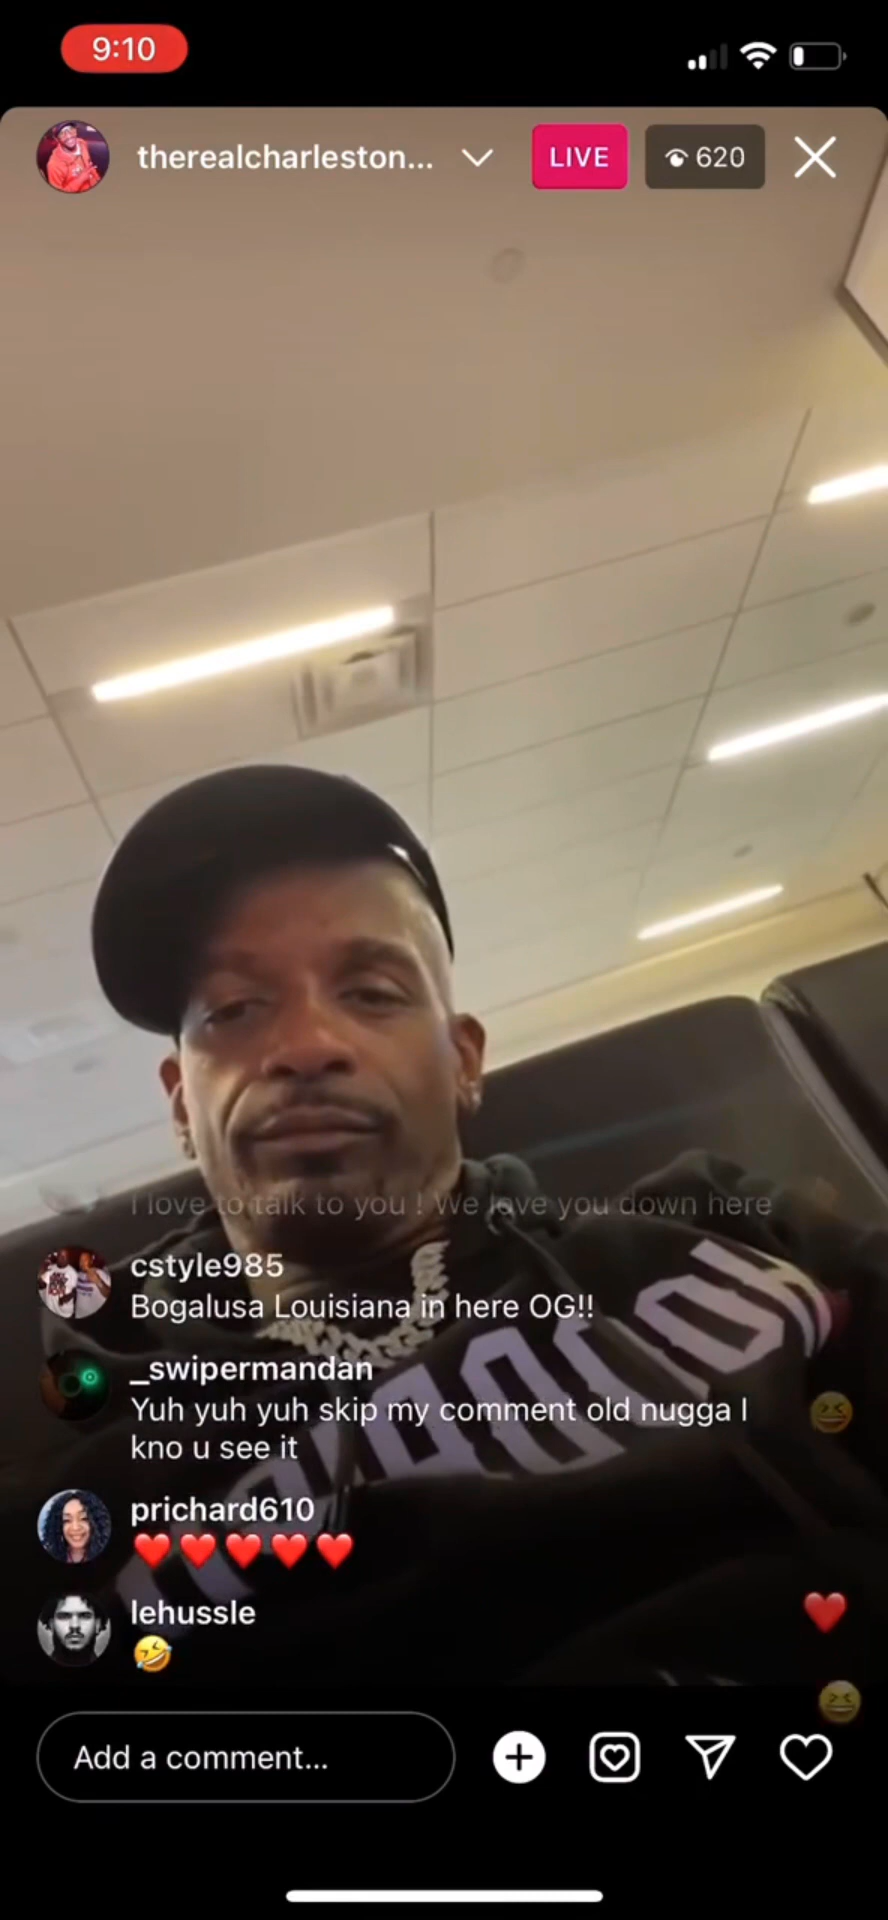 9:10
therealcharleston...
LIVE
620
I love to talk to you ! We love you down here
cstyle985
Bogalusa Louisiana in here OG!!
_swipermandan
Yuh yuh yuh skip my comment old nugga I
kno u see it
prichard610
❤️❤️❤️❤️❤️
lehussle
🤣
Add a comment...